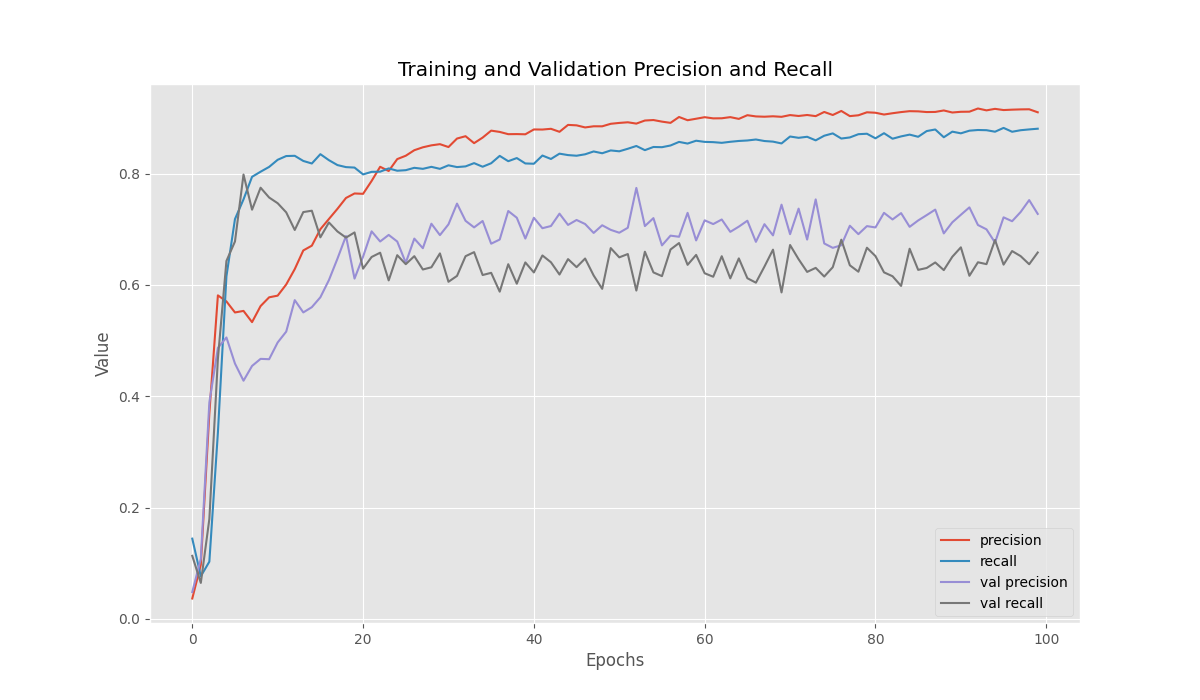 Training and Validation Precision and Recall
Value
0.8
0.6
0.4
0.2
0.0
0
20
40
60
80
100
Epochs
precision
recall
val precision
val recall